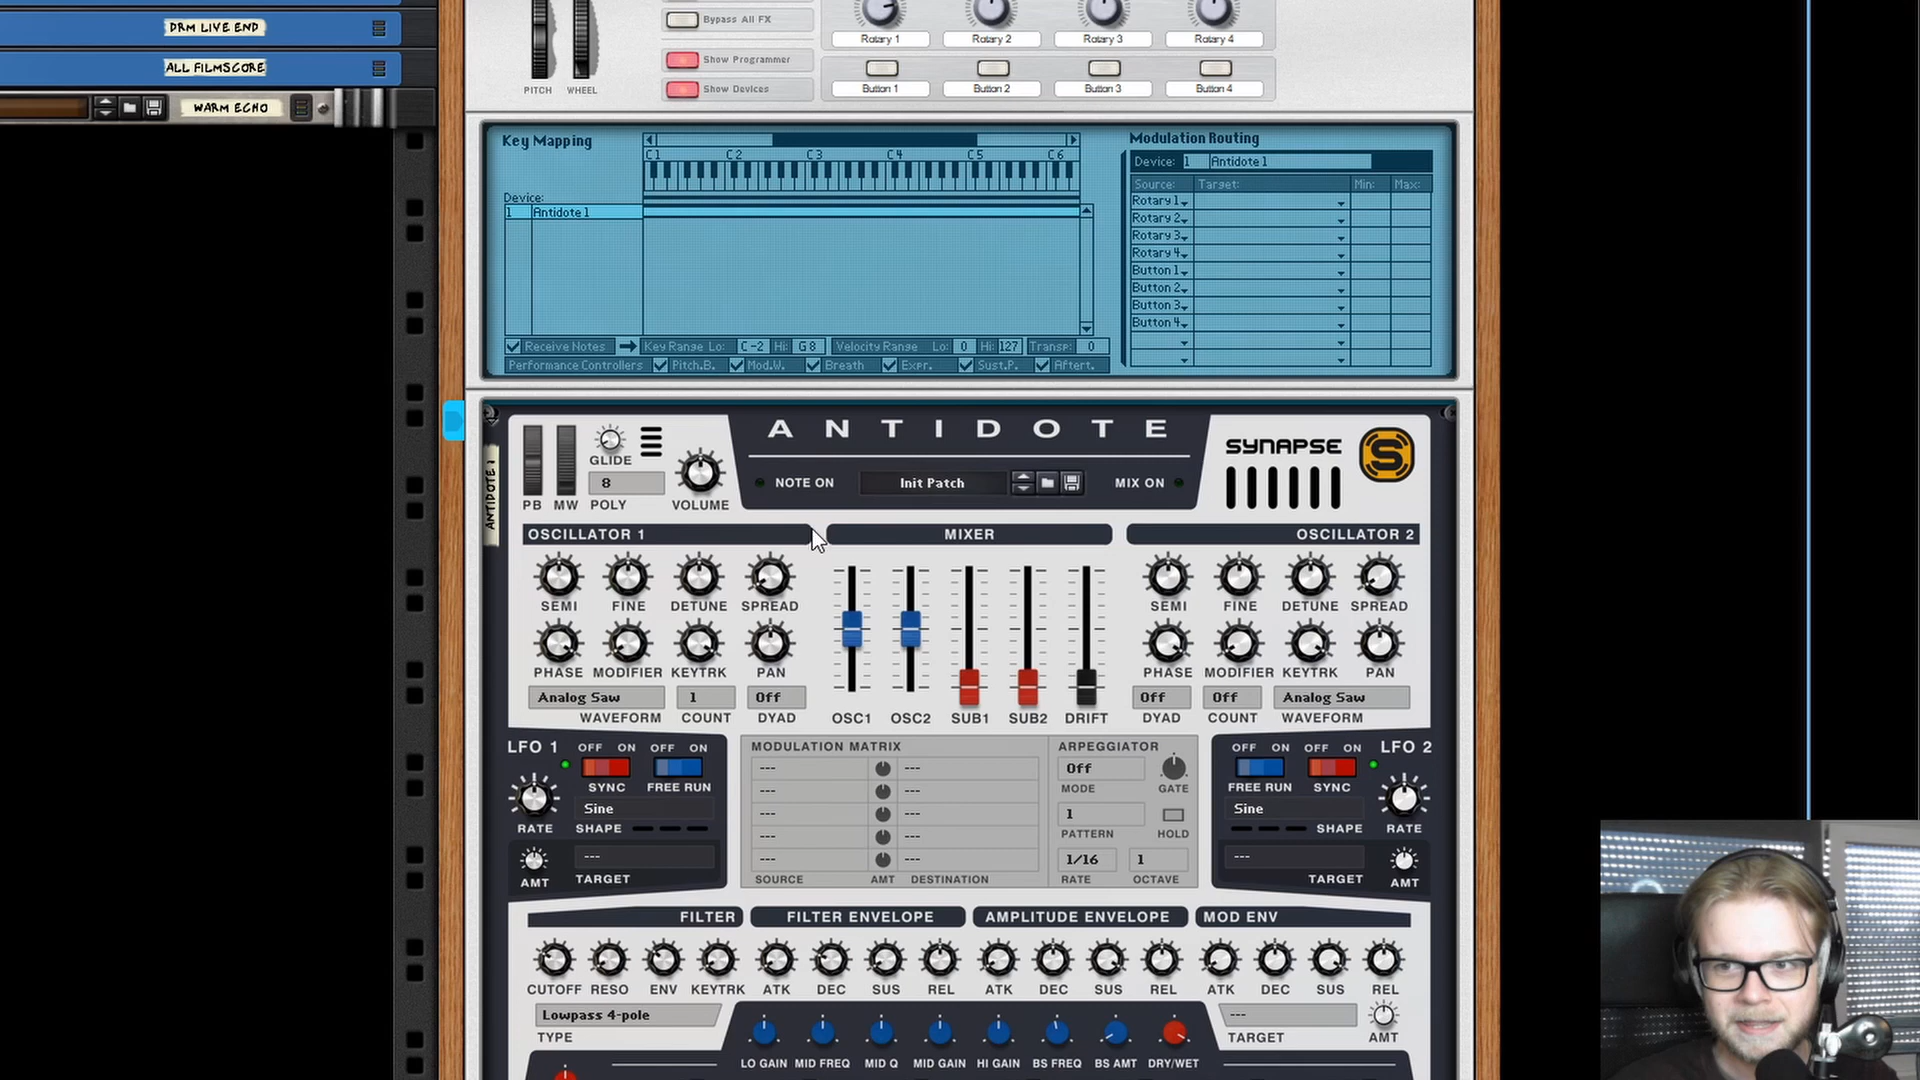 DRM LIVE END
ALL FILMSCORE
WARM ECHO
PITCH WHEEL
Bypass All FX
Show Programmer
Show Devices
Rotary 1 Rotary 2 Rotary 3 Rotary 4
Button 1 Button 2 Button 3 Button 4
Key Mapping
C1 C2 C3 C4 C5 C6
Device:
1 Antidote 1
Receive Notes Key Range Lo: C -2 Hi: G 8 Velocity Range Lo: 0 Hi: 127 Transp: 0
Performance Controllers Pitch.B. Mod.W. Breath Expr. Sust.P. Aftert.
Modulation Routing
Device: 1 Antidote 1
Source: Target: Min: Max:
Rotary 1
Rotary 2
Rotary 3
Rotary 4
Button 1
Button 2
Button 3
Button 4
ANTIDOTE 1
PB MW
GLIDE
8
POLY
VOLUME
ANTIDOTE
NOTE ON Init Patch MIX ON
SYNAPSE S
OSCILLATOR 1 MIXER OSCILLATOR 2
SEMI FINE DETUNE SPREAD
PHASE MODIFIER KEYTRK PAN
Analog Saw 1 Off
WAVEFORM COUNT DYAD
OSC1 OSC2 SUB1 SUB2 DRIFT
SEMI FINE DETUNE SPREAD
PHASE MODIFIER KEYTRK PAN
Off Off Analog Saw
DYAD COUNT WAVEFORM
LFO 1 OFF ON OFF ON
SYNC FREE RUN
Sine
RATE SHAPE
---
AMT TARGET
MODULATION MATRIX
--- ---
--- ---
--- ---
--- ---
--- ---
SOURCE AMT DESTINATION
ARPEGGIATOR
Off
MODE GATE
1
PATTERN HOLD
1/16 1
RATE OCTAVE
OFF ON OFF ON LFO 2
FREE RUN SYNC
Sine
SHAPE RATE
---
TARGET AMT
FILTER FILTER ENVELOPE AMPLITUDE ENVELOPE MOD ENV
CUTOFF RESO ENV KEYTRK ATK DEC SUS REL ATK DEC SUS REL ATK DEC SUS REL
Lowpass 4-pole
TYPE
---
TARGET AMT
LO GAIN MID FREQ MID Q MID GAIN HI GAIN BS FREQ BS AMT DRY/WET